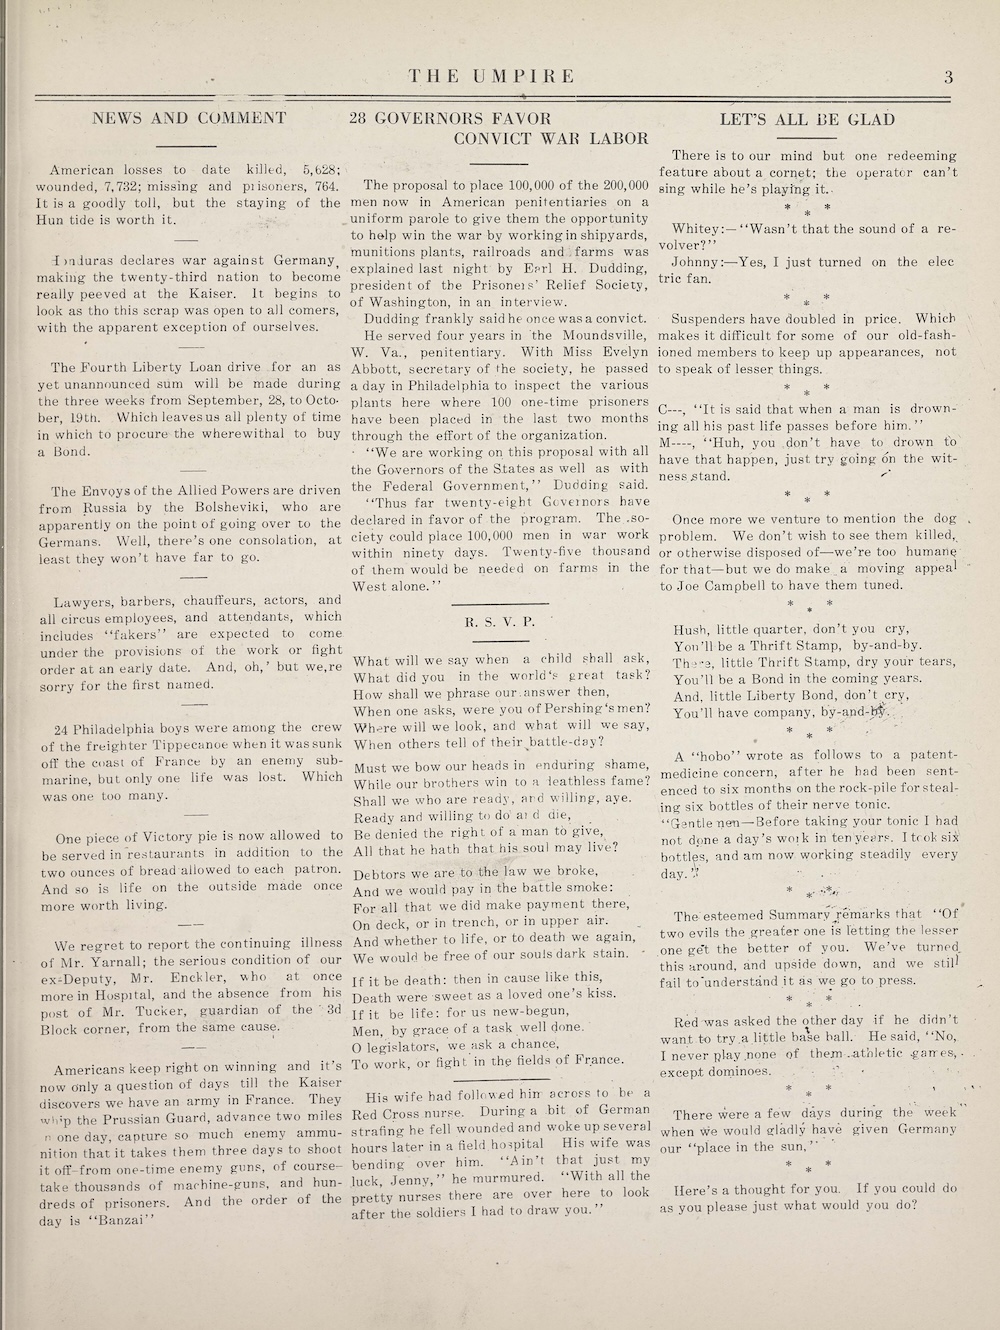 THE UMPIRE
3
NEWS AND COMMENT
American losses to date killed, 5,628;
wounded, 7,732; missing and prisoners, 764.
It is a goodly toll, but the staying of the
Hun tide is worth it.
Honduras declares war against Germany,
making the twenty-third nation to become
really peeved at the Kaiser. It begins to
look as tho this scrap was open to all comers,
with the apparent exception of ourselves.
The Fourth Liberty Loan drive for an as
yet unannounced sum will be made during
the three weeks from September, 28, to Octo-
ber, 19th. Which leaves us all plenty of time
in which to procure the wherewithal to buy
a Bond.
The Envoys of the Allied Powers are driven
from Russia by the Bolsheviki, who are
apparently on the point of going over to the
Germans. Well, there's one consolation, at
least they won't have far to go.
Lawyers, barbers, chauffeurs, actors, and
all circus employees, and attendants, which
includes "fakers" are expected to come
under the provisions of the work or fight
order at an early date. And, oh,' but we,re
sorry for the first named.
24 Philadelphia boys were among the crew
of the freighter Tippecanoe when it was sunk
off the coast of France by an enemy sub-
marine, but only one life was lost. Which
was one too many.
One piece of Victory pie is now allowed to
be served in restaurants in addition to the
two ounces of bread allowed to each patron.
And so is life on the outside made once
more worth living.
We regret to report the continuing illness
of Mr. Yarnall; the serious condition of our
ex-Deputy, Mr. Enckler, who at once
more in Hospital, and the absence from his
post of Mr. Tucker, guardian of the 3d
Block corner, from the same cause.
Americans keep right on winning and it's
now only a question of days till the Kaiser
discovers we have an army in France. They
whip the Prussian Guard, advance two miles
in one day, capture so much enemy ammu-
nition that it takes them three days to shoot
it off-from one-time enemy guns, of course-
take thousands of machine-guns, and hun-
dreds of prisoners. And the order of the
day is "Banzai"
28 GOVERNORS FAVOR
CONVICT WAR LABOR
The proposal to place 100,000 of the 200,000
men now in American penitentiaries on a
uniform parole to give them the opportunity
to help win the war by working in shipyards,
munitions plants, railroads and farms was
explained last night by Earl H. Dudding,
president of the Prisoners' Relief Society,
of Washington, in an interview.
Dudding frankly said he once was a convict.
He served four years in the Moundsville,
W. Va., penitentiary. With Miss Evelyn
Abbott, secretary of the society, he passed
a day in Philadelphia to inspect the various
plants here where 100 one-time prisoners
have been placed in the last two months
through the effort of the organization.
"We are working on this proposal with all
the Governors of the States as well as with
the Federal Government," Dudding said.
"Thus far twenty-eight Governors have
declared in favor of the program. The so-
ciety could place 100,000 men in war work
within ninety days. Twenty-five thousand
of them would be needed on farms in the
West alone."
R. S. V. P.
What will we say when a child shall ask,
What did you in the world's great task?
How shall we phrase our answer then,
When one asks, were you of Pershing's men?
Where will we look, and what will we say,
When others tell of their battle-day?
Must we bow our heads in enduring shame,
While our brothers win to a deathless fame?
Shall we who are ready, and willing, aye.
Ready and willing to do and die,
Be denied the right of a man to give,
All that he hath that his soul may live?
Debtors we are to the law we broke,
And we would pay in the battle smoke:
For all that we did make payment there,
On deck, or in trench, or in upper air.
And whether to life, or to death we again,
We would be free of our souls dark stain.
If it be death: then in cause like this,
Death were sweet as a loved one's kiss.
If it be life: for us new-begun,
Men, by grace of a task well done.
O legislators, we ask a chance,
To work, or fight in the fields of France.
His wife had followed him across to be a
Red Cross nurse. During a bit of German
strafing he fell wounded and woke up several
hours later in a field hospital His wife was
bending over him. "Ain't that just my
luck, Jenny," he murmured. "With all the
pretty nurses there are over here to look
after the soldiers I had to draw you."
LET'S ALL BE GLAD
There is to our mind but one redeeming
feature about a cornet; the operator can't
sing while he's playing it.
* * *
Whitey:—"Wasn't that the sound of a re-
volver?"
Johnny:—Yes, I just turned on the elec
tric fan.
* * *
Suspenders have doubled in price. Which
makes it difficult for some of our old-fash-
ioned members to keep up appearances, not
to speak of lesser things.
* * *
C---, "It is said that when a man is drown-
ing all his past life passes before him."
M----, "Huh, you don't have to drown to
have that happen, just try going on the wit-
ness stand.
* * *
Once more we venture to mention the dog
problem. We don't wish to see them killed,
or otherwise disposed of—we're too humane
for that—but we do make a moving appeal
to Joe Campbell to have them tuned.
* * *
Hush, little quarter, don't you cry,
You'll be a Thrift Stamp, by-and-by.
There, little Thrift Stamp, dry your tears,
You'll be a Bond in the coming years.
And, little Liberty Bond, don't cry,
You'll have company, by-and-by.
* * *
A "hobo" wrote as follows to a patent-
medicine concern, after he had been sent-
enced to six months on the rock-pile for steal-
ing six bottles of their nerve tonic.
"Gentlemen—Before taking your tonic I had
not done a day's work in ten years. I took six
bottles, and am now working steadily every
day."
* * *
The esteemed Summary remarks that "Of
two evils the greater one is letting the lesser
one get the better of you. We've turned
this around, and upside down, and we still
fail to understand it as we go to press.
* * *
Red was asked the other day if he didn't
want to try a little base ball. He said, "No,
I never play none of them athletic games,
except dominoes.
* * *
There were a few days during the week
when we would gladly have given Germany
our "place in the sun,"
* * *
Here's a thought for you. If you could do
as you please just what would you do?